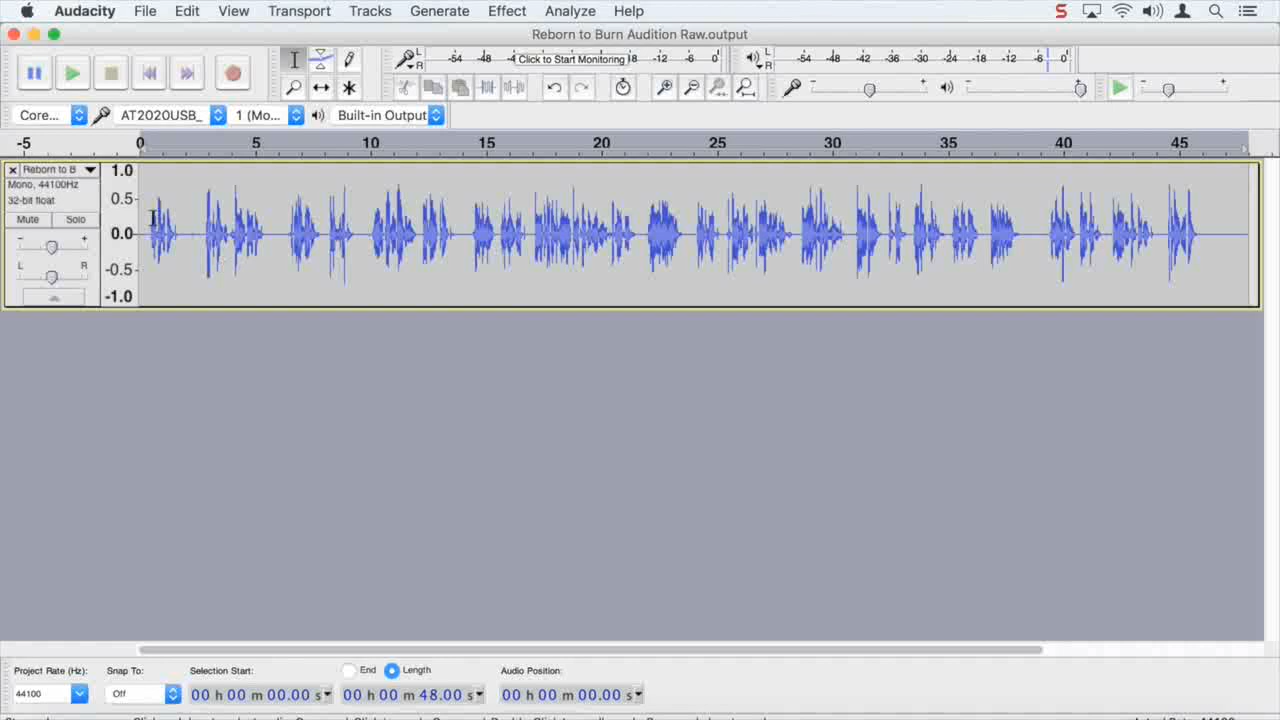 Audacity File Edit View Transport Tracks Generate Effect Analyze Help
Reborn to Burn Audition Raw.output
L R -54 -48 -4 Click to Start Monitoring 8 -12 -6 0 L R -54 -48 -42 -36 -30 -24 -18 -12 -6 0
Core... AT2020USB_ 1 (Mo... Built-in Output
-5 0 5 10 15 20 25 30 35 40 45
Reborn to B
Mono, 44100Hz
32-bit float
Mute Solo
- +
L R
1.0
0.5
0.0
-0.5
-1.0
Project Rate (Hz): Snap To: Selection Start: End Length Audio Position:
44100 Off 00 h 00 m 00.00 s 00 h 00 m 48.00 s 00 h 00 m 00.00 s